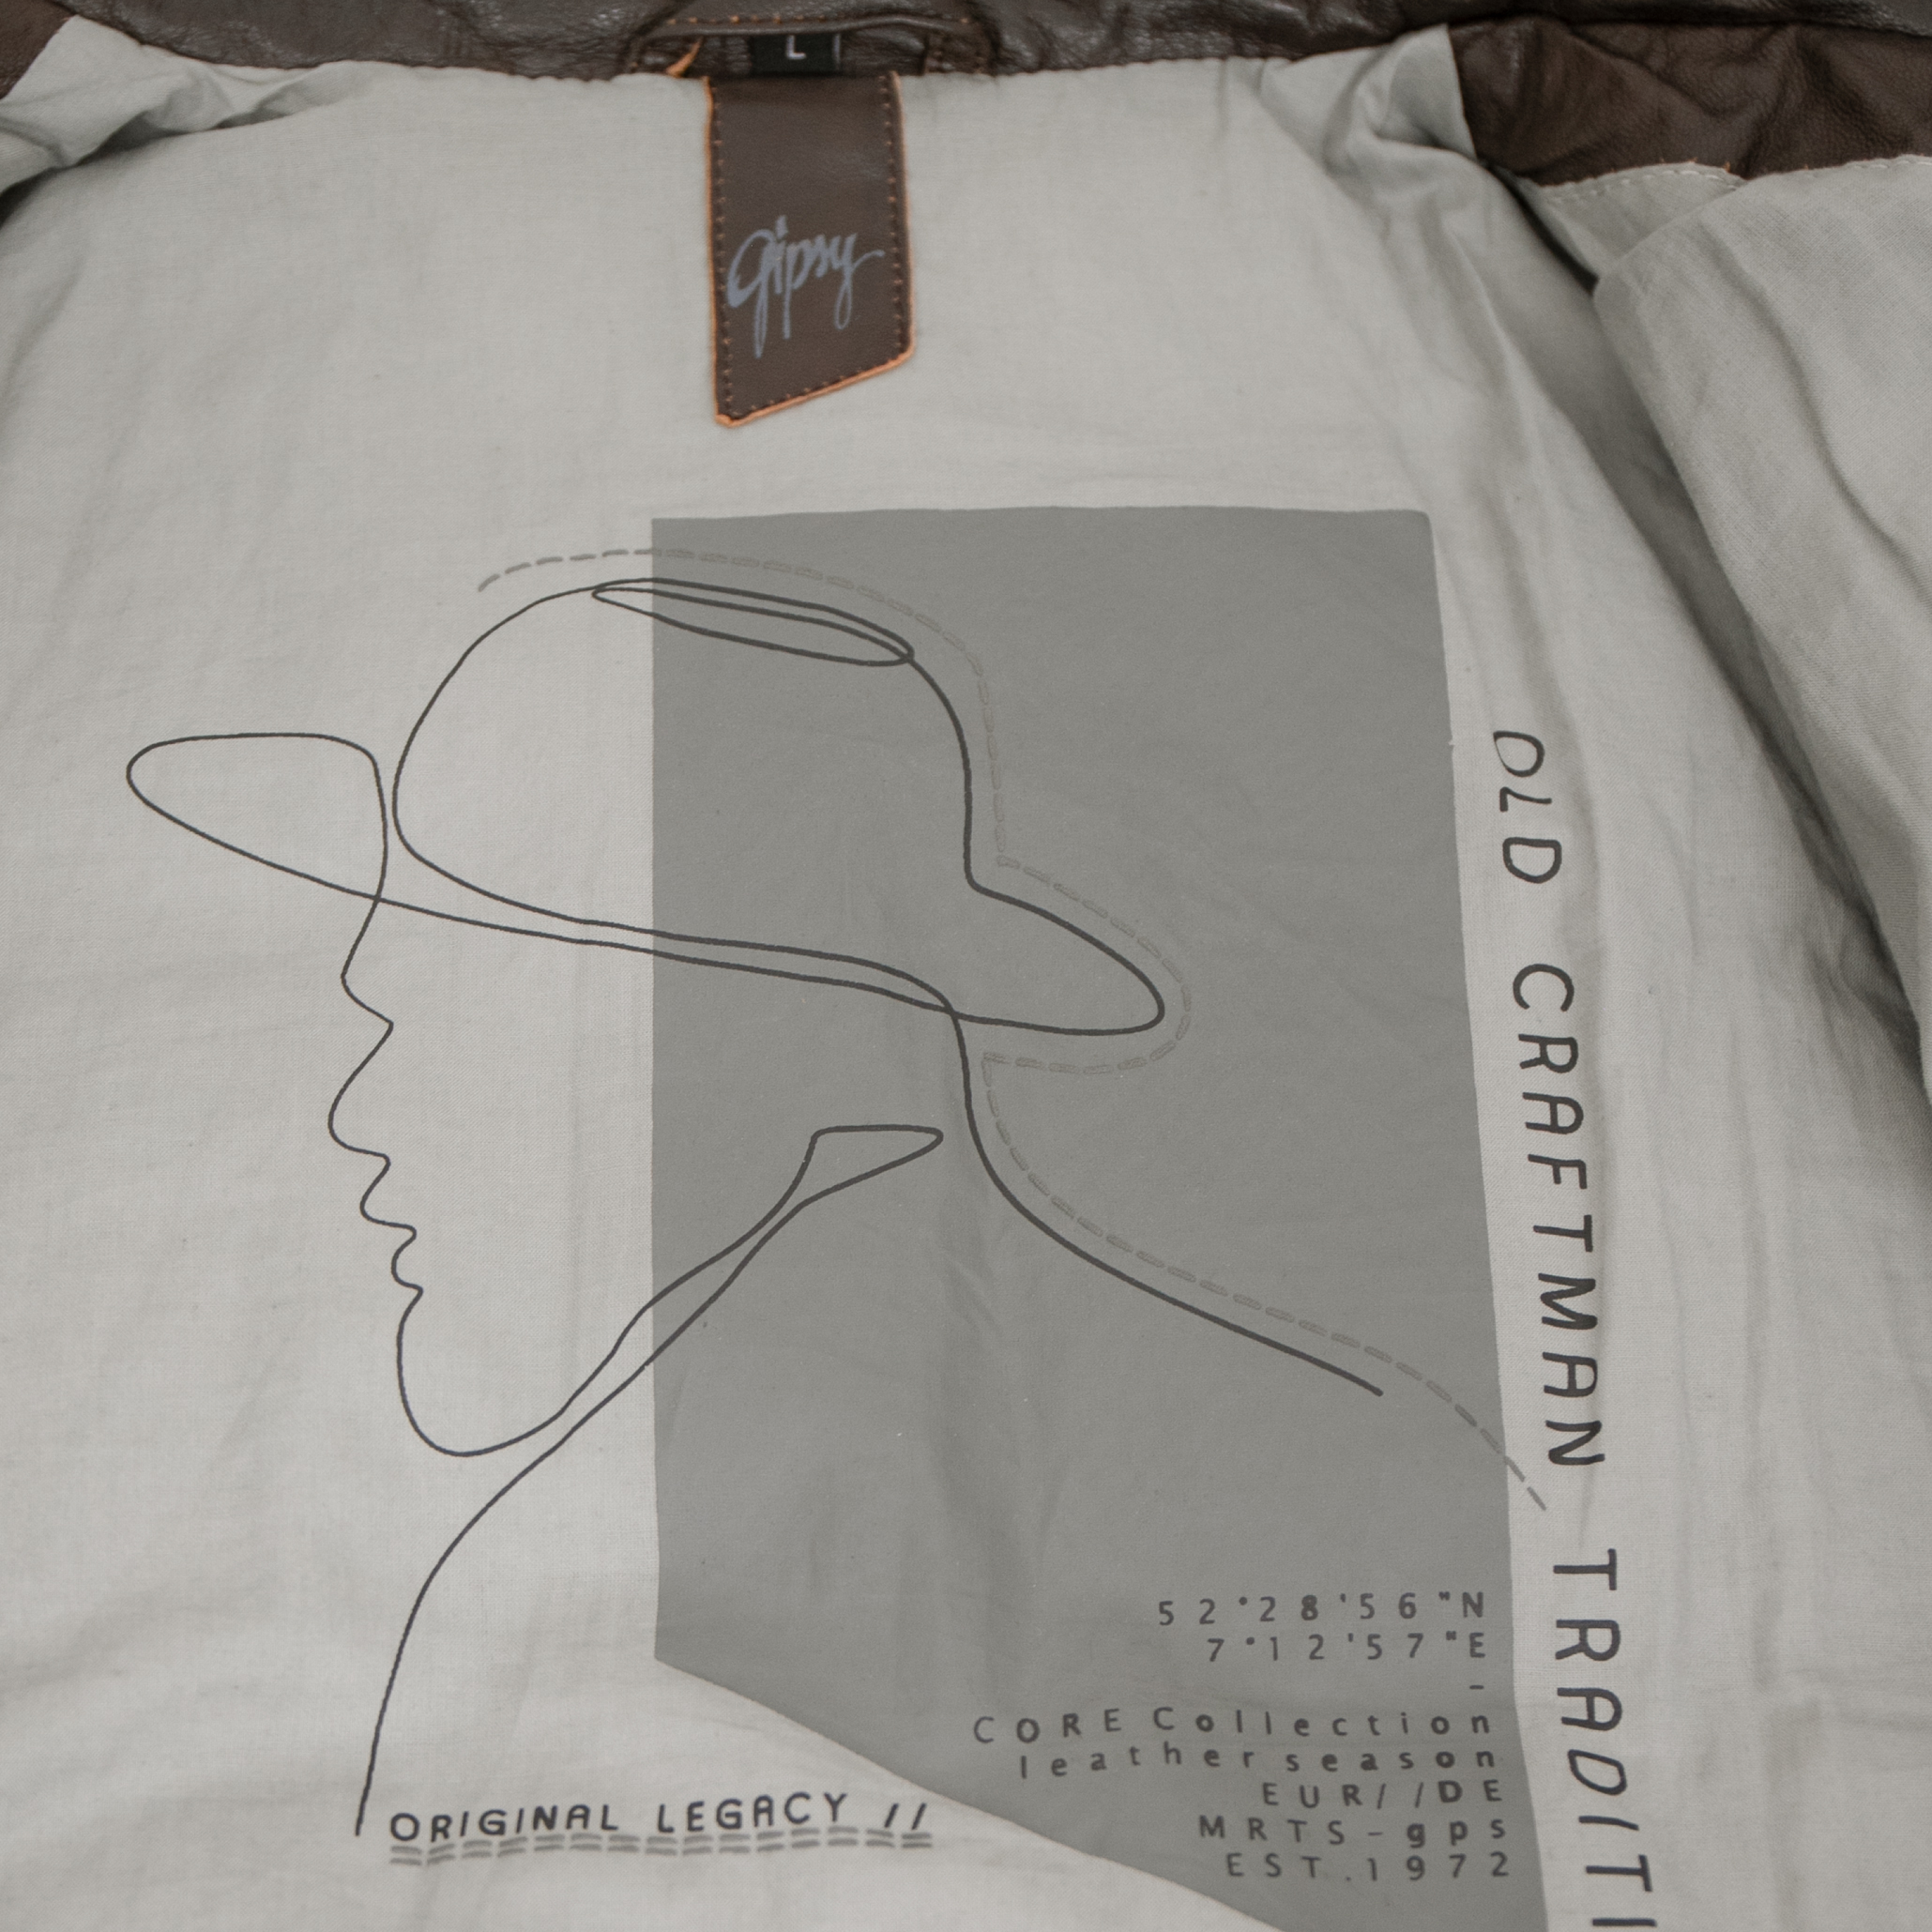 L
Gipsy
OLD CRAFTMAN TRADITI
52°28'56"N
7°12'57"E
-
CORE Collection
leather season
EUR//DE
MRTS-gps
EST.1972
ORIGINAL LEGACY //